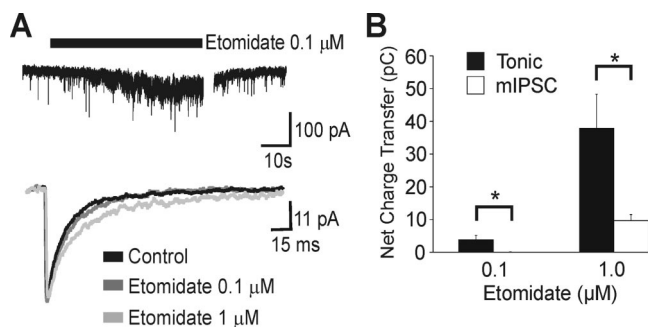 A
Etomidate 0.1 μM
100 pA
10s
11 pA
15 ms
Control
Etomidate 0.1 μM
Etomidate 1 μM
B
Net Charge Transfer (pC)
60
50
40
30
20
10
0
Tonic
mIPSC
*
*
0.1
1.0
Etomidate (μM)